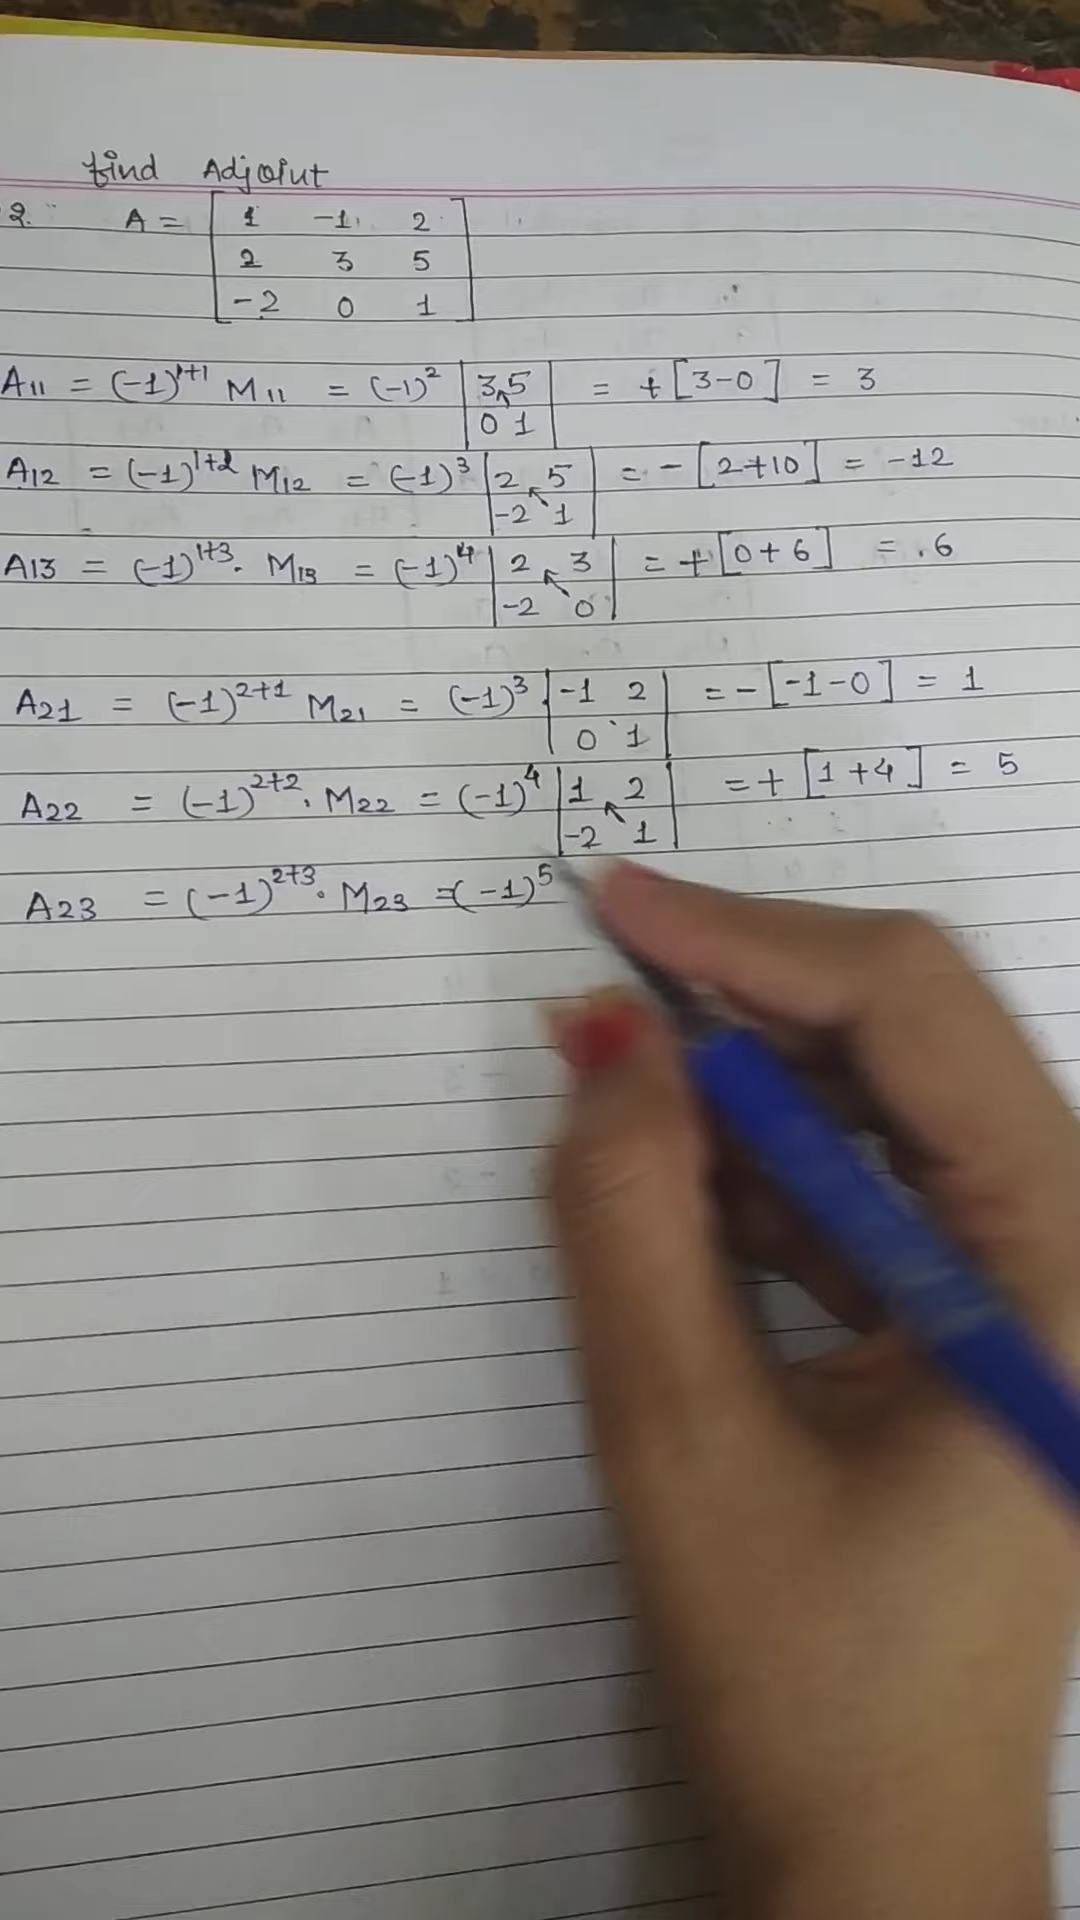 find Adjoint
2. A = [ 1 -1 2
2 3 5
-2 0 1 ]
A11 = (-1)^1+1 M11 = (-1)^2 | 3 5 | = + [3-0] = 3
0 1
A12 = (-1)^1+2 M12 = (-1)^3 | 2 5 | = - [2+10] = -12
-2 1
A13 = (-1)^1+3 . M13 = (-1)^4 | 2 3 | = + [0+6] = .6
-2 0
A21 = (-1)^2+1 M21 = (-1)^3 . | -1 2 | = - [-1-0] = 1
0 1
A22 = (-1)^2+2 . M22 = (-1)^4 | 1 2 | = + [1+4] = 5
-2 1
A23 = (-1)^2+3 . M23 = (-1)^5